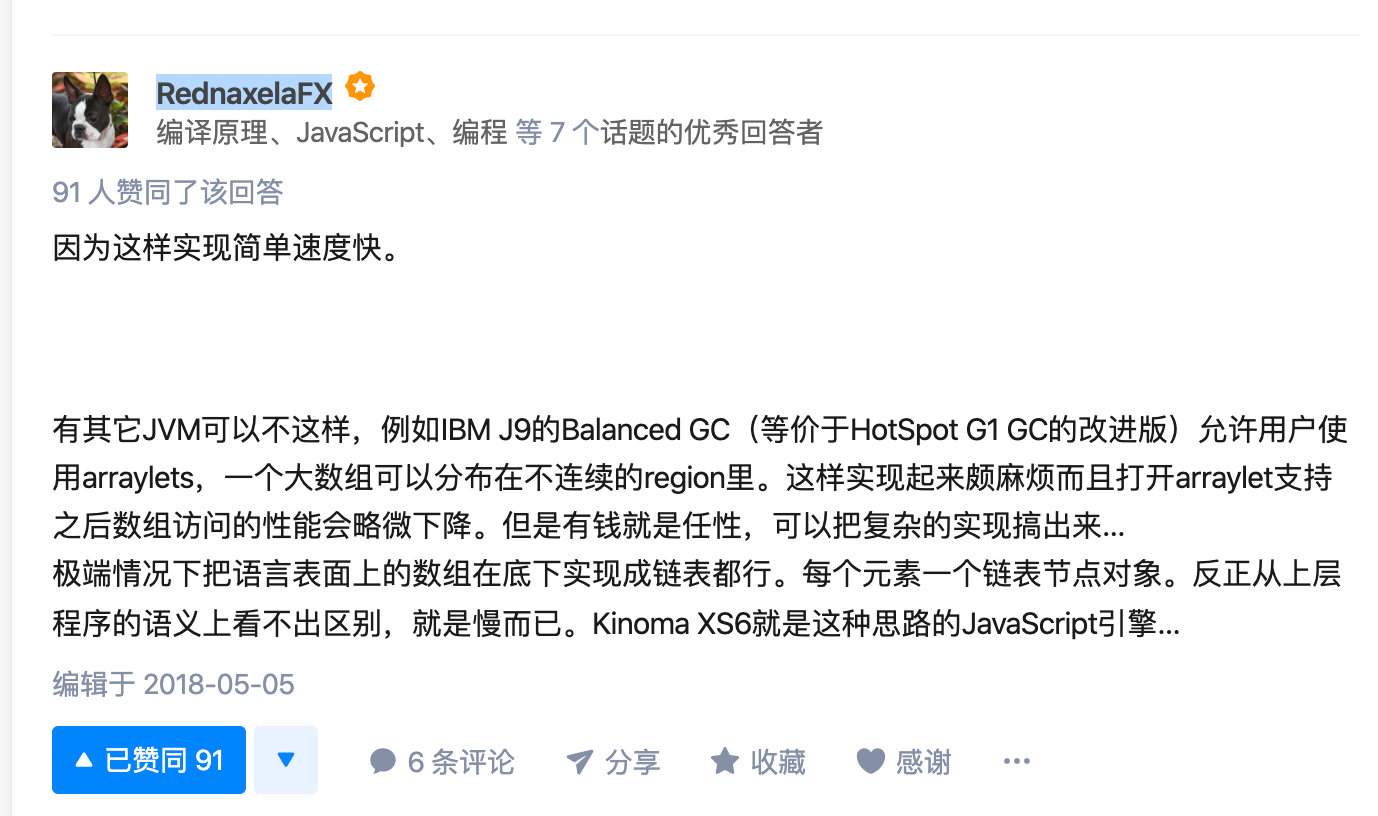 RednaxelaFX
编译原理、JavaScript、编程 等 7 个话题的优秀回答者
91 人赞同了该回答
因为这样实现简单速度快。
有其它JVM可以不这样，例如IBM J9的Balanced GC（等价于HotSpot G1 GC的改进版）允许用户使
用arraylets，一个大数组可以分布在不连续的region里。这样实现起来颇麻烦而且打开arraylet支持
之后数组访问的性能会略微下降。但是有钱就是任性，可以把复杂的实现搞出来...
极端情况下把语言表面上的数组在底下实现成链表都行。每个元素一个链表节点对象。反正从上层
程序的语义上看不出区别，就是慢而已。Kinoma XS6就是这种思路的JavaScript引擎...
编辑于 2018-05-05
已赞同 91
6 条评论
分享
收藏
感谢